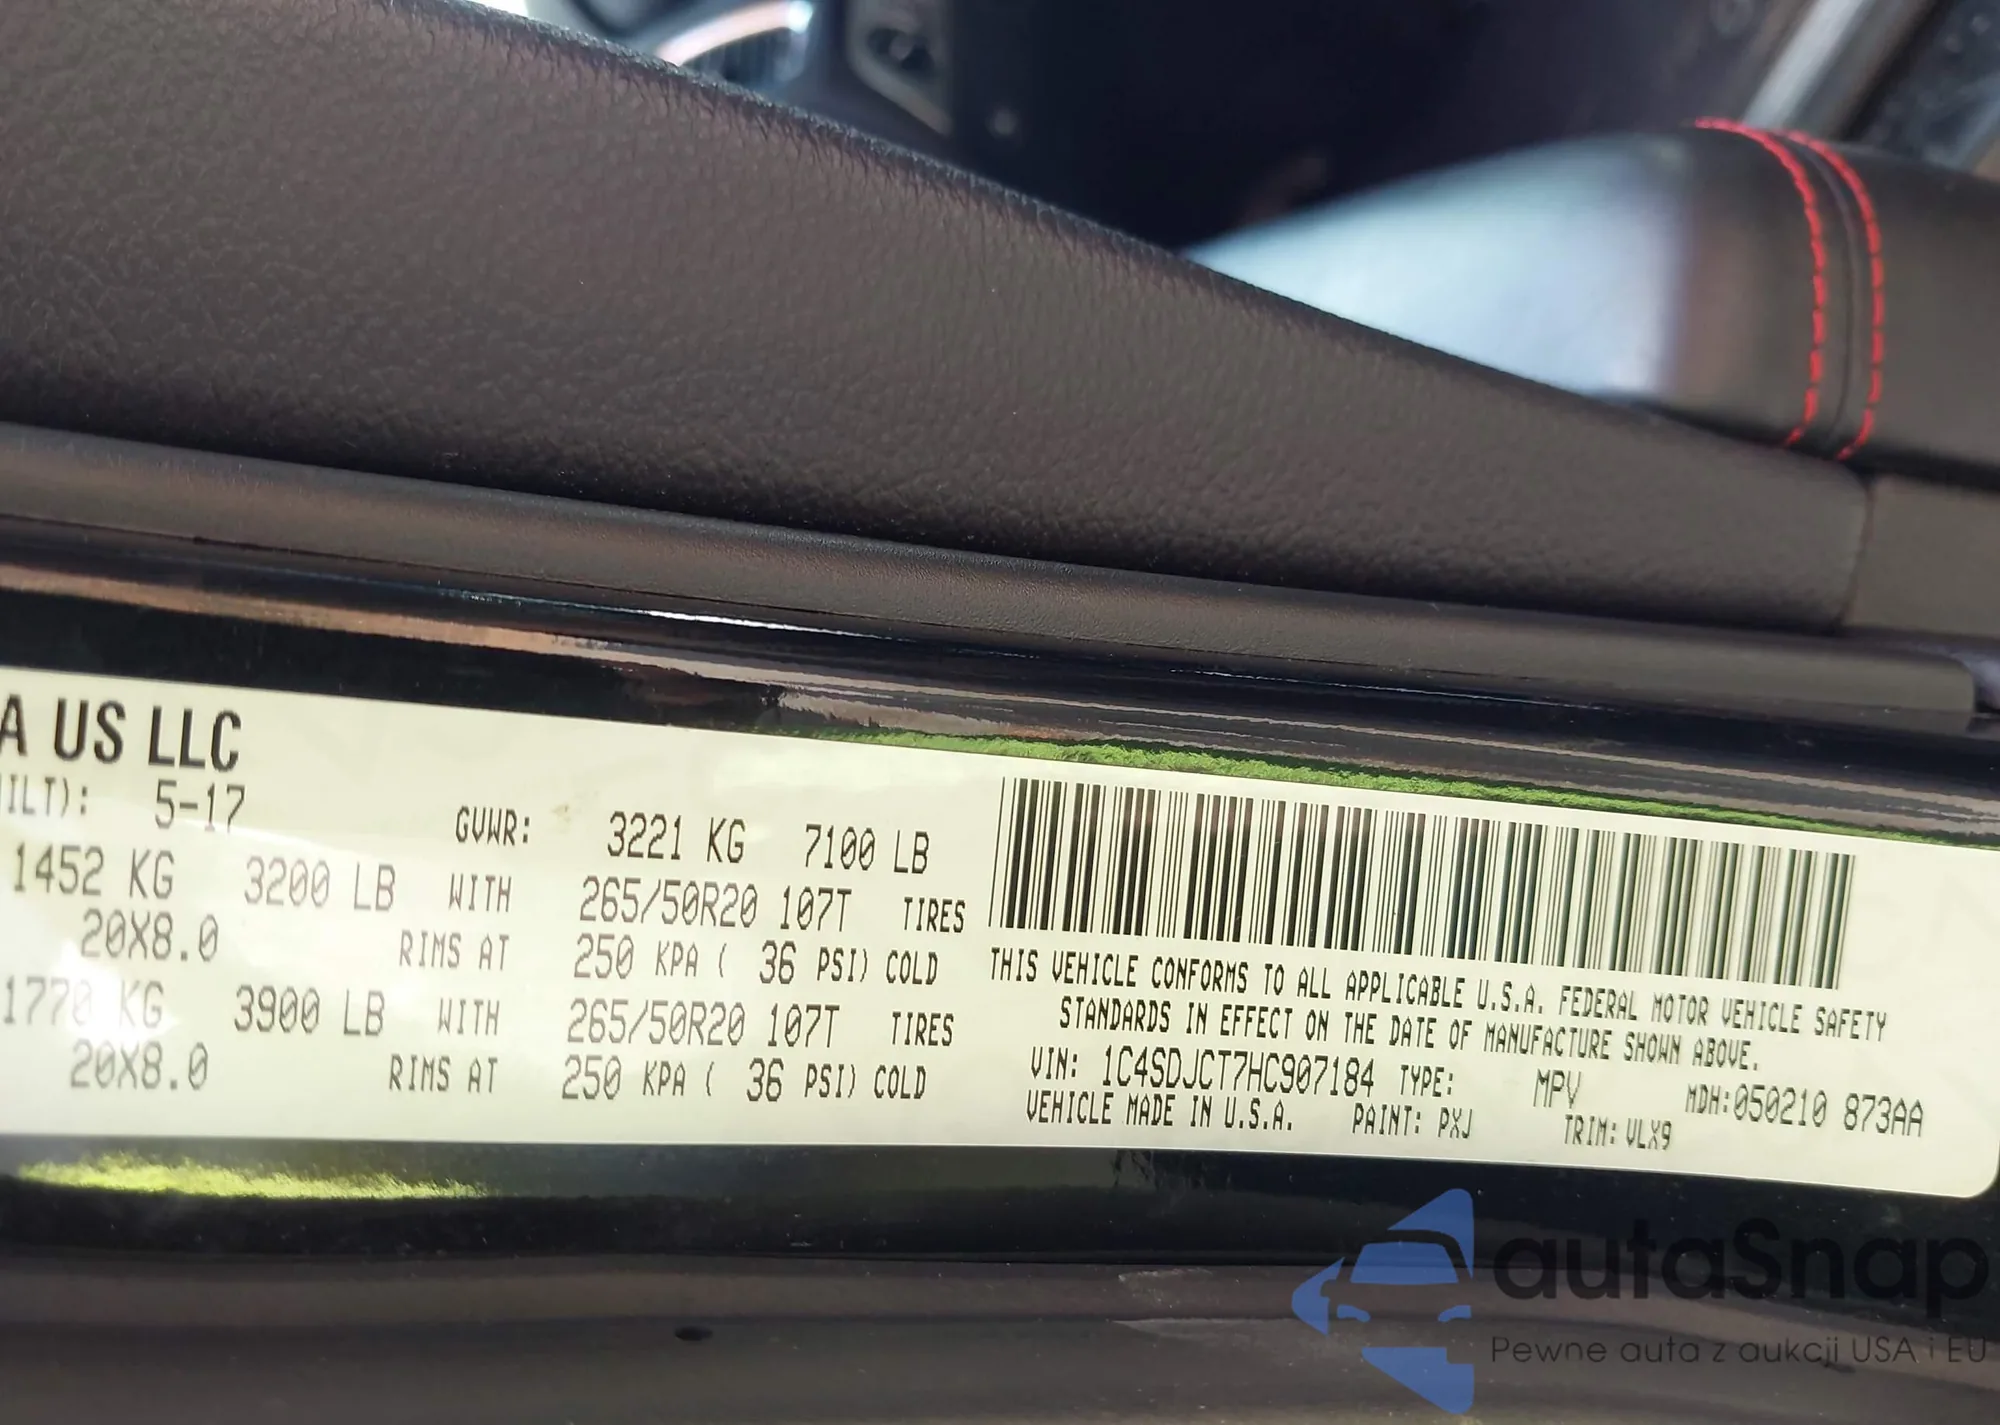 A US LLC
ILT): 5-17
GVWR: 3221 KG 7100 LB
1452 KG 3200 LB WITH 265/50R20 107T TIRES
20X8.0 RIMS AT 250 KPA ( 36 PSI) COLD
1770 KG 3900 LB WITH 265/50R20 107T TIRES
20X8.0 RIMS AT 250 KPA ( 36 PSI) COLD
THIS VEHICLE CONFORMS TO ALL APPLICABLE U.S.A. FEDERAL MOTOR VEHICLE SAFETY
STANDARDS IN EFFECT ON THE DATE OF MANUFACTURE SHOWN ABOVE.
VIN: 1C4SDJCT7HC907184 TYPE: MPV MDH:050210 873AA
VEHICLE MADE IN U.S.A. PAINT: PXJ TRIM: VLX9
autaSnap
Pewne auta z aukcji USA i EU